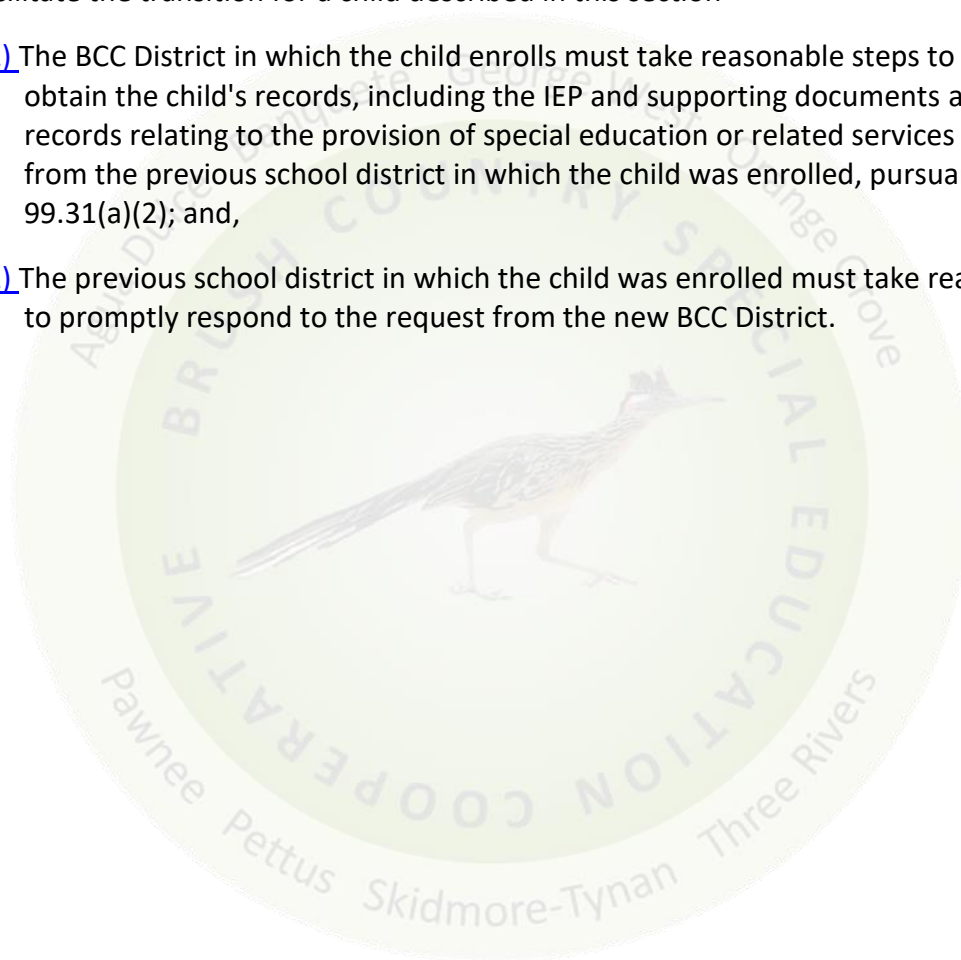 facilitate the transition for a child described in this section
) The BCC District in which the child enrolls must take reasonable steps to
obtain the child's records, including the IEP and supporting documents a
records relating to the provision of special education or related services
from the previous school district in which the child was enrolled, pursua
99.31(a)(2); and,
) The previous school district in which the child was enrolled must take rea
to promptly respond to the request from the new BCC District.
Agua Dulce Banquete George West Orange Grove
BRUSH COUNTRY SPECIAL EDUCATION COOPERATIVE
Pawnee Pettus Skidmore-Tynan Three Rivers